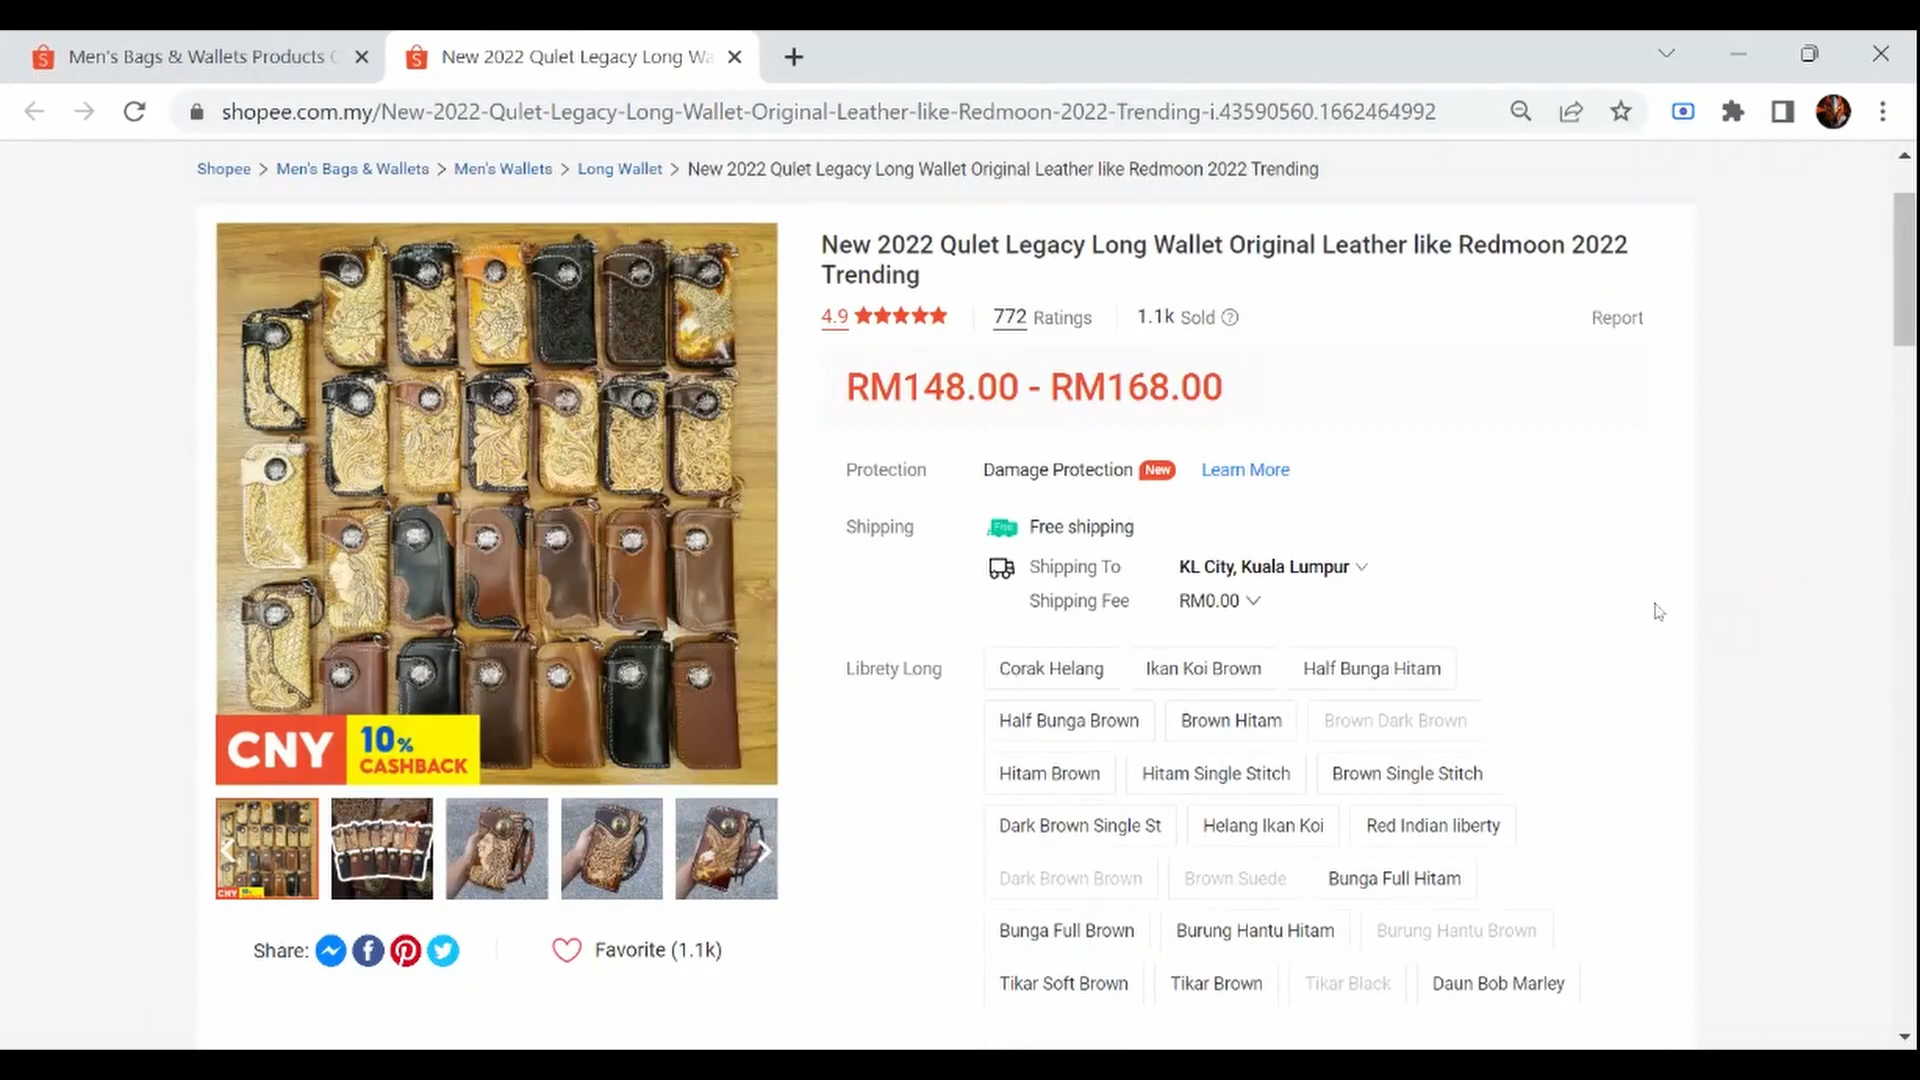 Men's Bags & Wallets Products
New 2022 Qulet Legacy Long Wa
shopee.com.my/New-2022-Qulet-Legacy-Long-Wallet-Original-Leather-like-Redmoon-2022-Trending-i.43590560.1662464992
Shopee > Men's Bags & Wallets > Men's Wallets > Long Wallet > New 2022 Qulet Legacy Long Wallet Original Leather like Redmoon 2022 Trending
New 2022 Qulet Legacy Long Wallet Original Leather like Redmoon 2022
Trending
4.9 772 Ratings 1.1k Sold Report
RM148.00 - RM168.00
Protection Damage Protection New Learn More
Shipping Free Free shipping
Shipping To KL City, Kuala Lumpur
Shipping Fee RM0.00
Librety Long Corak Helang Ikan Koi Brown Half Bunga Hitam
Half Bunga Brown Brown Hitam Brown Dark Brown
Hitam Brown Hitam Single Stitch Brown Single Stitch
Dark Brown Single St Helang Ikan Koi Red Indian liberty
Dark Brown Brown Brown Suede Bunga Full Hitam
Bunga Full Brown Burung Hantu Hitam Burung Hantu Brown
Tikar Soft Brown Tikar Brown Tikar Black Daun Bob Marley
CNY 10%
CASHBACK
CNY
Share: Favorite (1.1k)